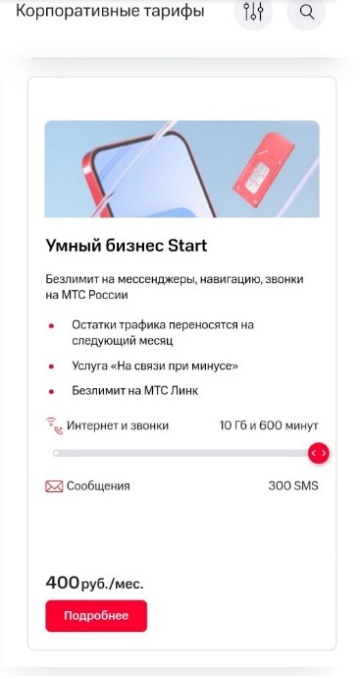 Корпоративные тарифы
Умный бизнес Start
Безлимит на мессенджеры, навигацию, звонки
на МТС России
Остатки трафика переносятся на
следующий месяц
Услуга «На связи при минусе»
Безлимит на МТС Линк
Интернет и звонки 10 Гб и 600 минут
Сообщения 300 SMS
400 руб./мес.
Подробнее